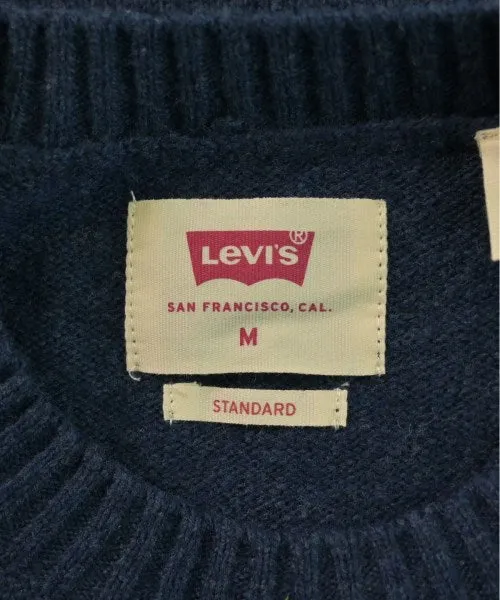 LEVI'S®
SAN FRANCISCO, CAL.
M
STANDARD